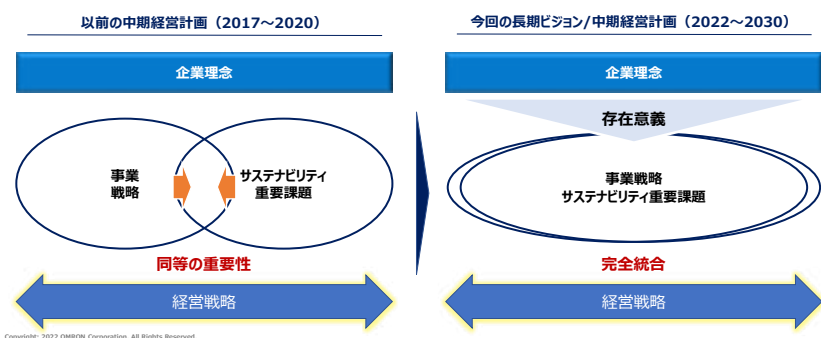 以前の中期経営計画（2017～2020）
企業理念
事業
戦略
サステナビリティ
重要課題
同等の重要性
経営戦略
今回の長期ビジョン/中期経営計画（2022～2030）
企業理念
存在意義
事業戦略
サステナビリティ重要課題
完全統合
経営戦略
Copyright: 2022 OMRON Corporation. All Rights Reserved